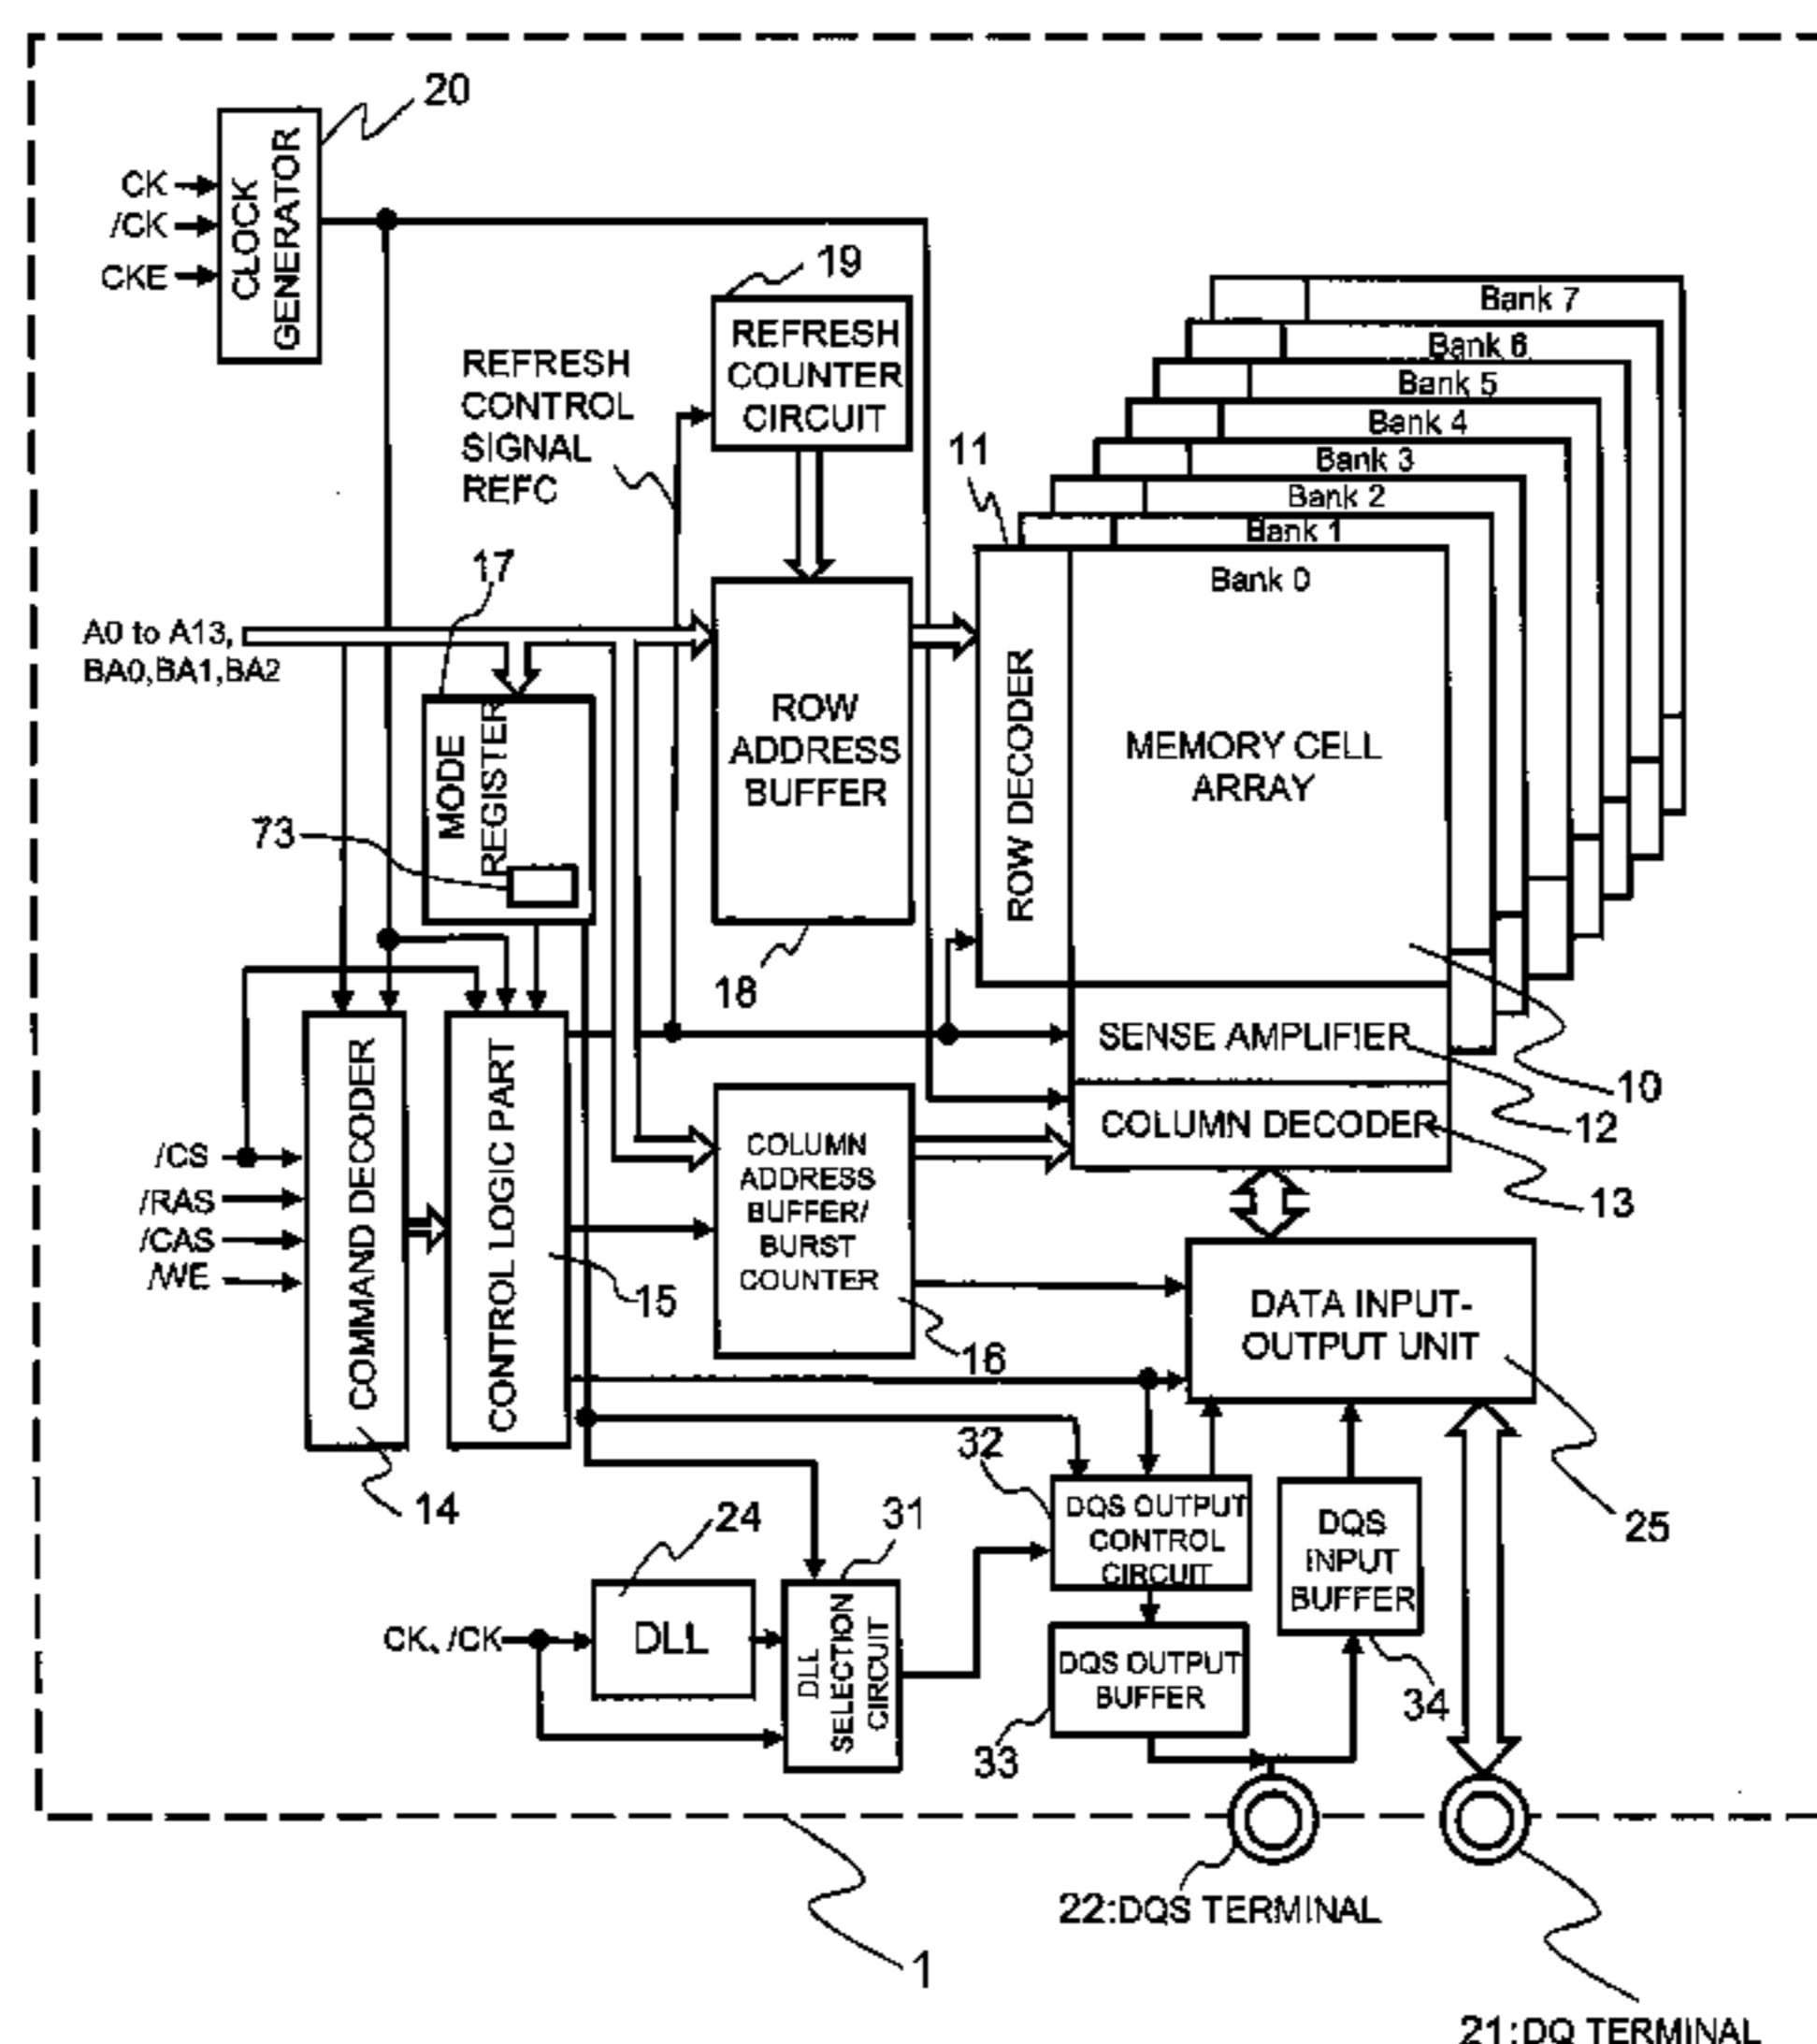 20
CK
/CK
CKE
CLOCK
GENERATOR
19
REFRESH
COUNTER
CIRCUIT
REFRESH
CONTROL
SIGNAL
REFC
Bank 7
Bank 6
Bank 5
Bank 4
Bank 3
Bank 2
Bank 1
Bank 0
11
17
A0 to A13,
BA0,BA1,BA2
MODE
REGISTER
73
ROW
ADDRESS
BUFFER
18
ROW DECODER
MEMORY CELL
ARRAY
SENSE AMPLIFIER
COLUMN DECODER
10
12
13
/CS
/RAS
/CAS
/WE
COMMAND DECODER
14
CONTROL LOGIC PART
15
COLUMN
ADDRESS
BUFFER/
BURST
COUNTER
16
DATA INPUT-
OUTPUT UNIT
25
32
DQS OUTPUT
CONTROL
CIRCUIT
DQS
INPUT
BUFFER
34
24
DLL
31
DLL
SELECTION
CIRCUIT
CK, /CK
DQS OUTPUT
BUFFER
33
22:DQS TERMINAL
1
21:DQ TERMINAL